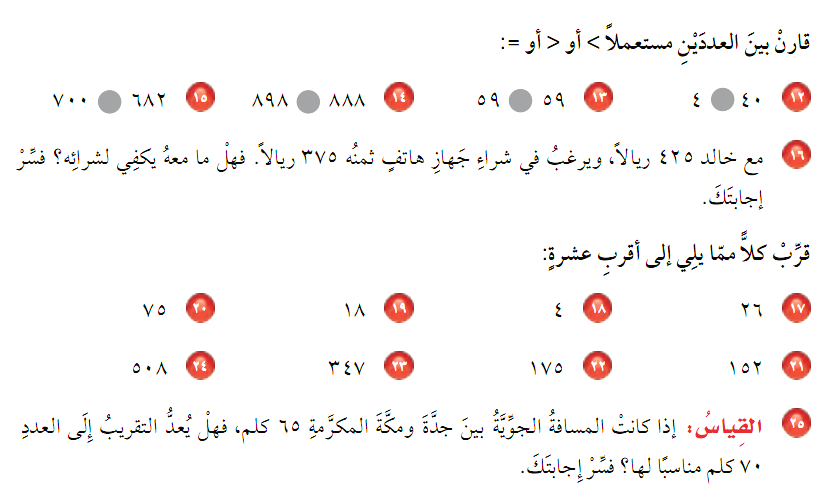 قارنْ بينَ العددَيْنِ مستعملاً > أو < أو =:
١٢ ٤٠ ● ٤ ١٣ ٥٩ ● ٥٩ ١٤ ٨٨٨ ● ٨٩٨ ١٥ ٦٨٢ ● ٧٠٠
١٦ مع خالد ٤٢٥ ريالاً، ويرغبُ في شراءِ جَهازِ هاتفٍ ثمنُه ٣٧٥ ريالاً. فهلْ ما معهُ يكفِي لشرائِه؟ فسِّرْ
إجابتَكَ.
قرِّبْ كلاًّ ممّا يلِي إلى أقربِ عشرةٍ:
١٧ ٢٦ ١٨ ٤ ١٩ ١٨ ٢٠ ٧٥
٢١ ١٥٢ ٢٢ ١٧٥ ٢٣ ٣٤٧ ٢٤ ٥٠٨
٢٥ القِياسُ: إذا كانتْ المسافةُ الجوِّيَّةُ بينَ جدَّةَ ومكَّةَ المكرَّمةِ ٦٥ كلم، فهلْ يُعدُّ التقريبُ إِلَى العددِ
٧٠ كلم مناسبًا لها؟ فسِّرْ إِجابتَكَ.